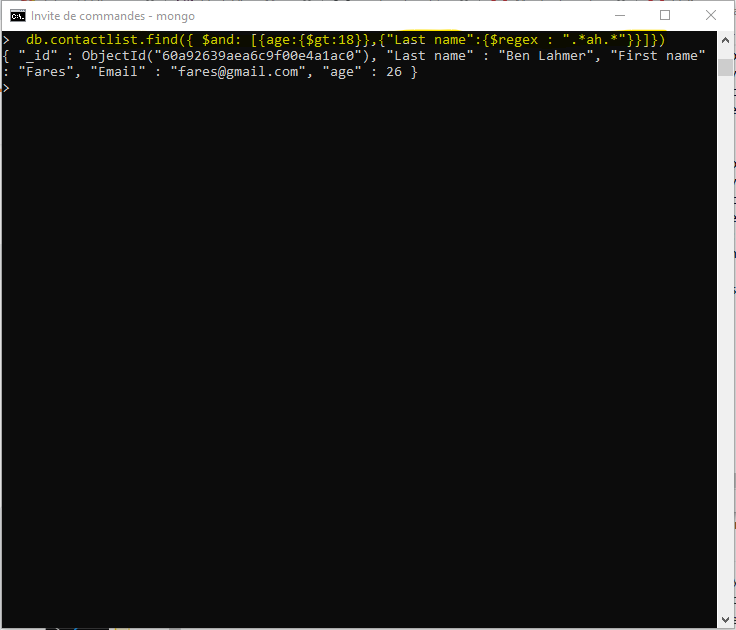 Invite de commandes - mongo
>  db.contactlist.find({ $and: [{age:{$gt:18}},{"Last name":{$regex : ".*ah.*"}}]})
{ "_id" : ObjectId("60a92639aea6c9f00e4a1ac0"), "Last name" : "Ben Lahmer", "First name"
: "Fares", "Email" : "fares@gmail.com", "age" : 26 }
>